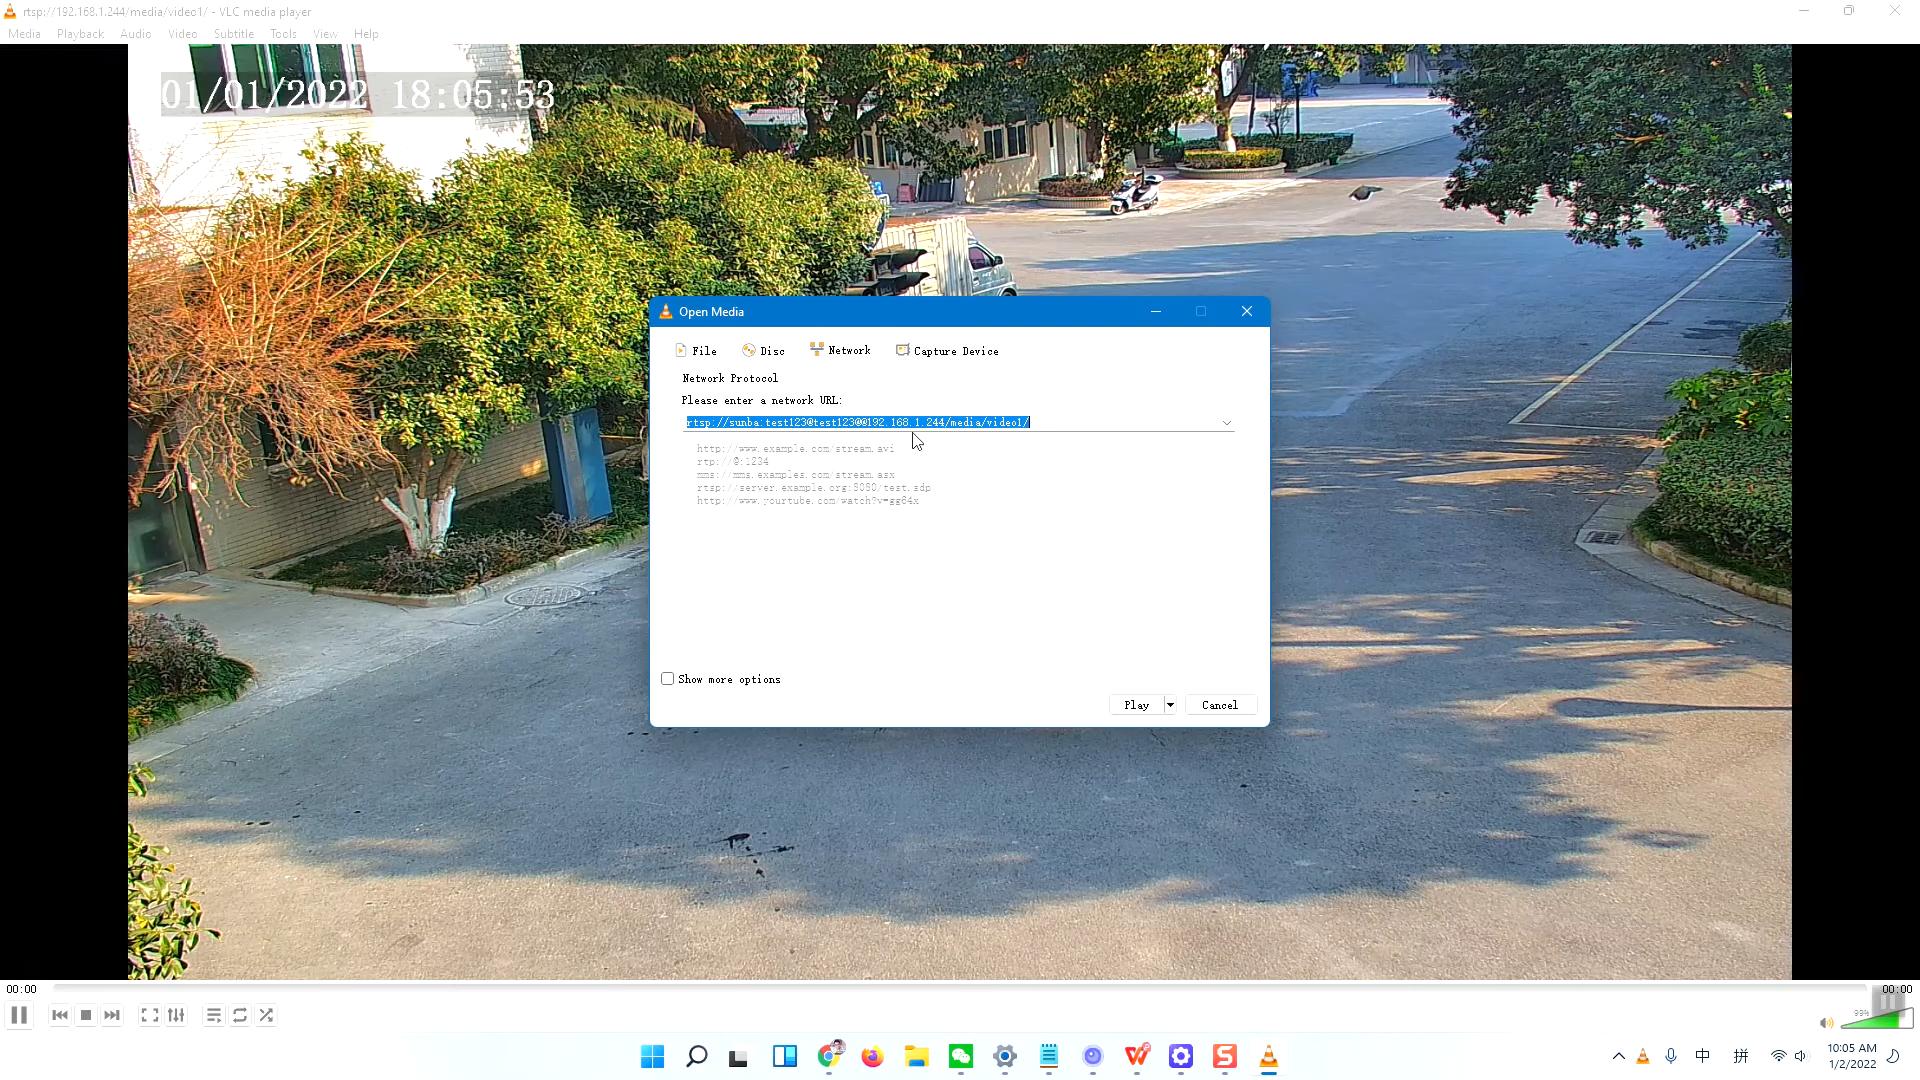 rtsp://192.168.1.244/media/video1/ - VLC media player
Media Playback Audio Video Subtitle Tools View Help
01/01/2022 18:05:53
Open Media
File Disc Network Capture Device
Network Protocol
Please enter a network URL:
rtsp://sunba:test123@test123@@192.168.1.244/media/video1/
http://www.example.com/stream.avi
rtp://@:1234
mms://mms.examples.com/stream.asx
rtsp://server.example.org:8080/test.sdp
http://www.yourtube.com/watch?v=gg64x
Show more options
Play Cancel
00:00 00:00
99%
中 拼 10:05 AM
1/2/2022